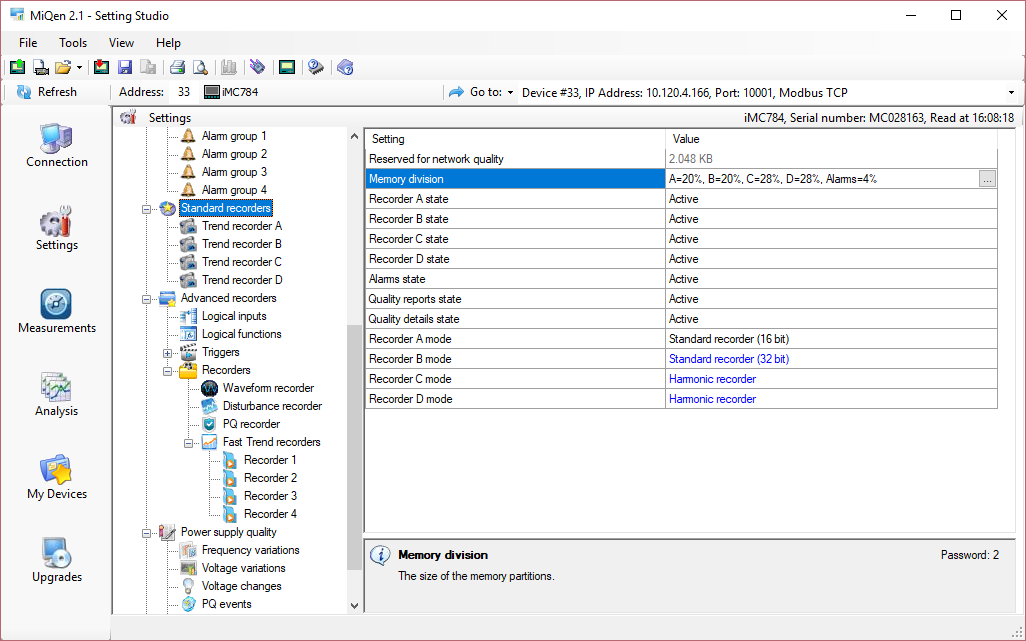 MiQen 2.1 - Setting Studio
File Tools View Help
Refresh Address: 33 iMC784 Go to: Device #33, IP Address: 10.120.4.166, Port: 10001, Modbus TCP
Connection
Settings
Measurements
Analysis
My Devices
Upgrades
Settings iMC784, Serial number: MC028163, Read at 16:08:18
Alarm group 1
Alarm group 2
Alarm group 3
Alarm group 4
Standard recorders
Trend recorder A
Trend recorder B
Trend recorder C
Trend recorder D
Advanced recorders
Logical inputs
Logical functions
Triggers
Recorders
Waveform recorder
Disturbance recorder
PQ recorder
Fast Trend recorders
Recorder 1
Recorder 2
Recorder 3
Recorder 4
Power supply quality
Frequency variations
Voltage variations
Voltage changes
PQ events
Setting Value
Reserved for network quality 2.048 KB
Memory division A=20%, B=20%, C=28%, D=28%, Alarms=4% ...
Recorder A state Active
Recorder B state Active
Recorder C state Active
Recorder D state Active
Alarms state Active
Quality reports state Active
Quality details state Active
Recorder A mode Standard recorder (16 bit)
Recorder B mode Standard recorder (32 bit)
Recorder C mode Harmonic recorder
Recorder D mode Harmonic recorder
Memory division Password: 2
The size of the memory partitions.